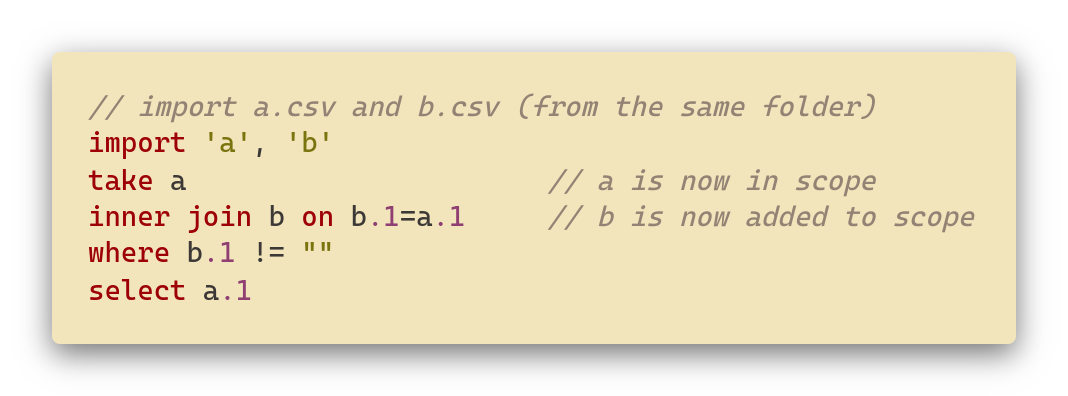 // import a.csv and b.csv (from the same folder)
import 'a', 'b'
take a                      // a is now in scope
inner join b on b.1=a.1     // b is now added to scope
where b.1 != ""
select a.1